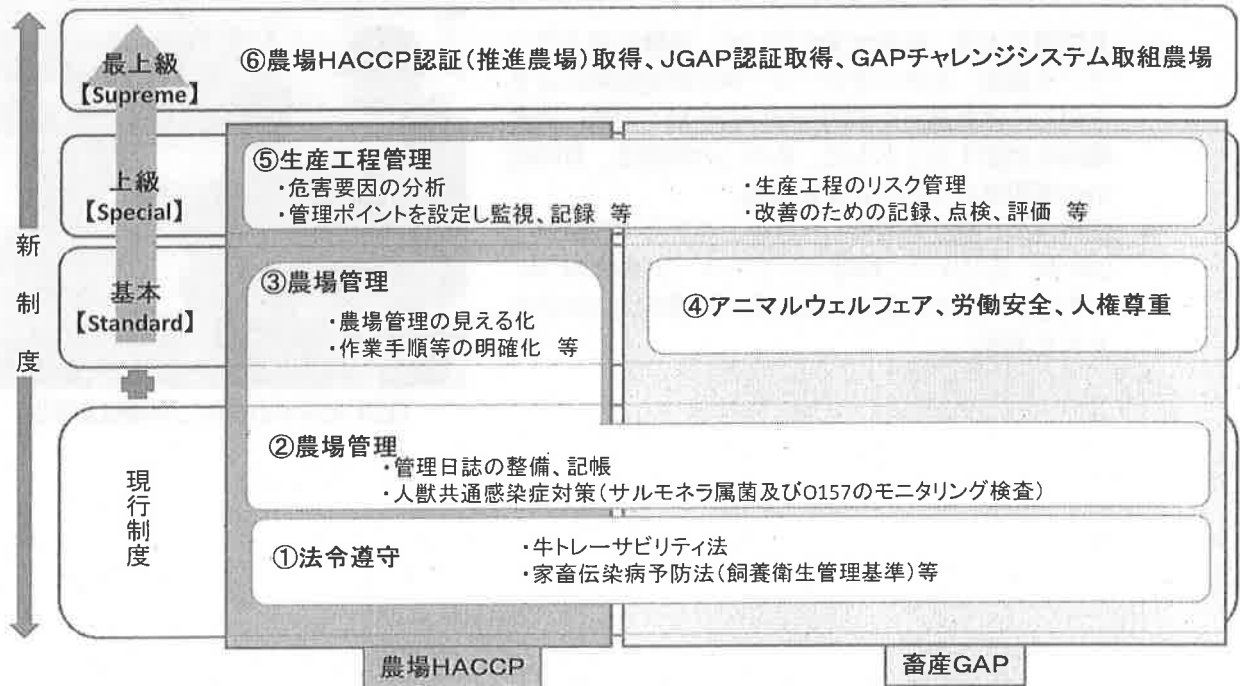 最上級
【Supreme】
⑥農場HACCP認証(推進農場)取得、JGAP認証取得、GAPチャレンジシステム取組農場
上級
【Special】
⑤生産工程管理
・危害要因の分析
・管理ポイントを設定し監視、記録 等
・生産工程のリスク管理
・改善のための記録、点検、評価 等
新制度
基本
【Standard】
③農場管理
・農場管理の見える化
・作業手順等の明確化 等
④アニマルウェルフェア、労働安全、人権尊重
現行制度
②農場管理
・管理日誌の整備、記帳
・人獣共通感染症対策(サルモネラ属菌及びO157のモニタリング検査)
①法令遵守
・牛トレーサビリティ法
・家畜伝染病予防法(飼養衛生管理基準)等
農場HACCP
畜産GAP